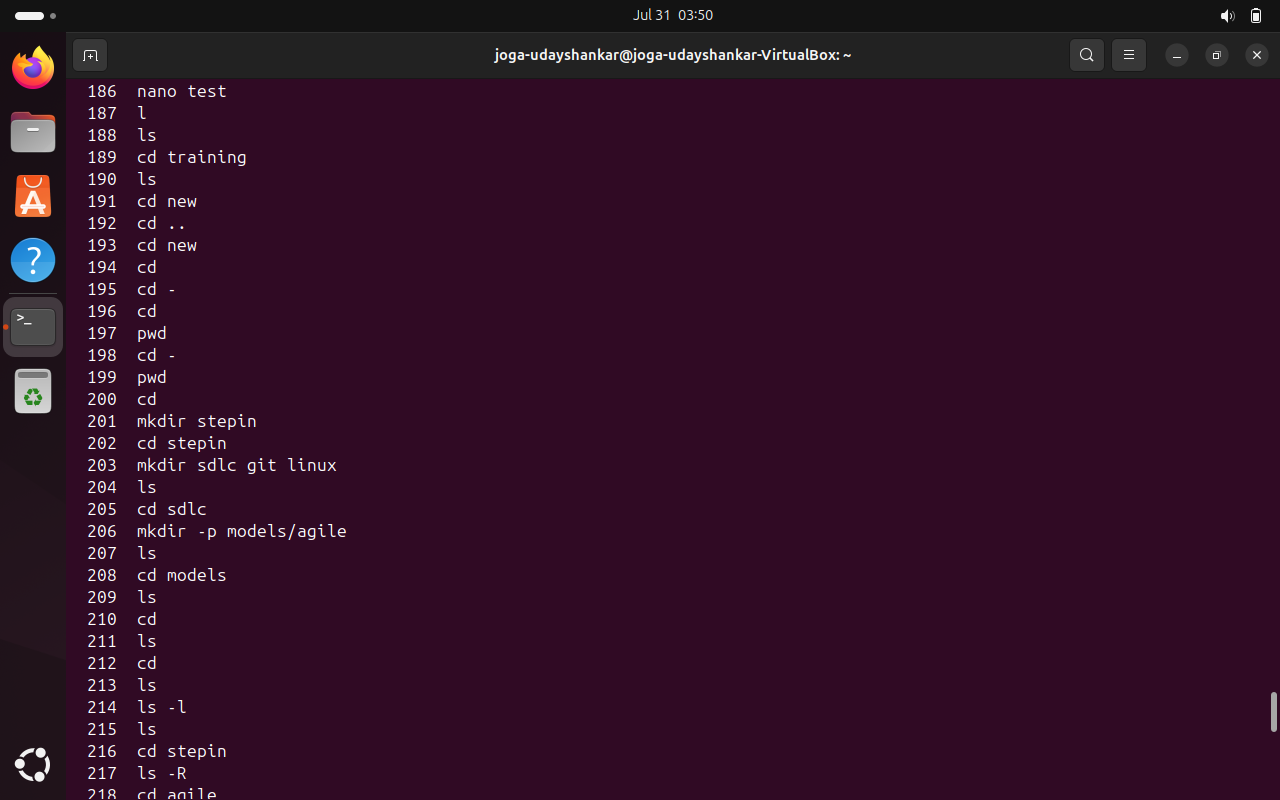 Jul 31 03:50
joga-udayshankar@joga-udayshankar-VirtualBox: ~
186 nano test
187 l
188 ls
189 cd training
190 ls
191 cd new
192 cd ..
193 cd new
194 cd
195 cd -
196 cd
197 pwd
198 cd -
199 pwd
200 cd
201 mkdir stepin
202 cd stepin
203 mkdir sdlc git linux
204 ls
205 cd sdlc
206 mkdir -p models/agile
207 ls
208 cd models
209 ls
210 cd
211 ls
212 cd
213 ls
214 ls -l
215 ls
216 cd stepin
217 ls -R
218 cd agile